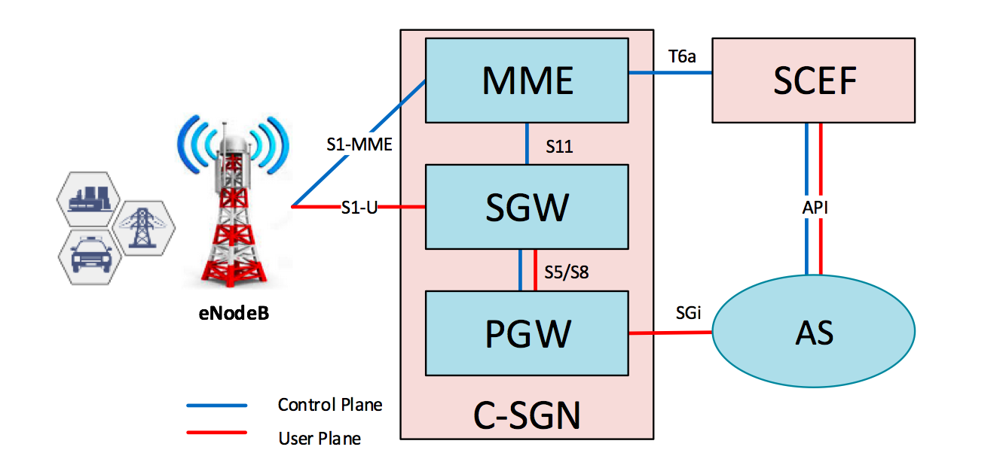 MME
T6a
SCEF
S1-MME
S11
S1-U
SGW
API
S5/S8
eNodeB
PGW
SGi
AS
C-SGN
Control Plane
User Plane